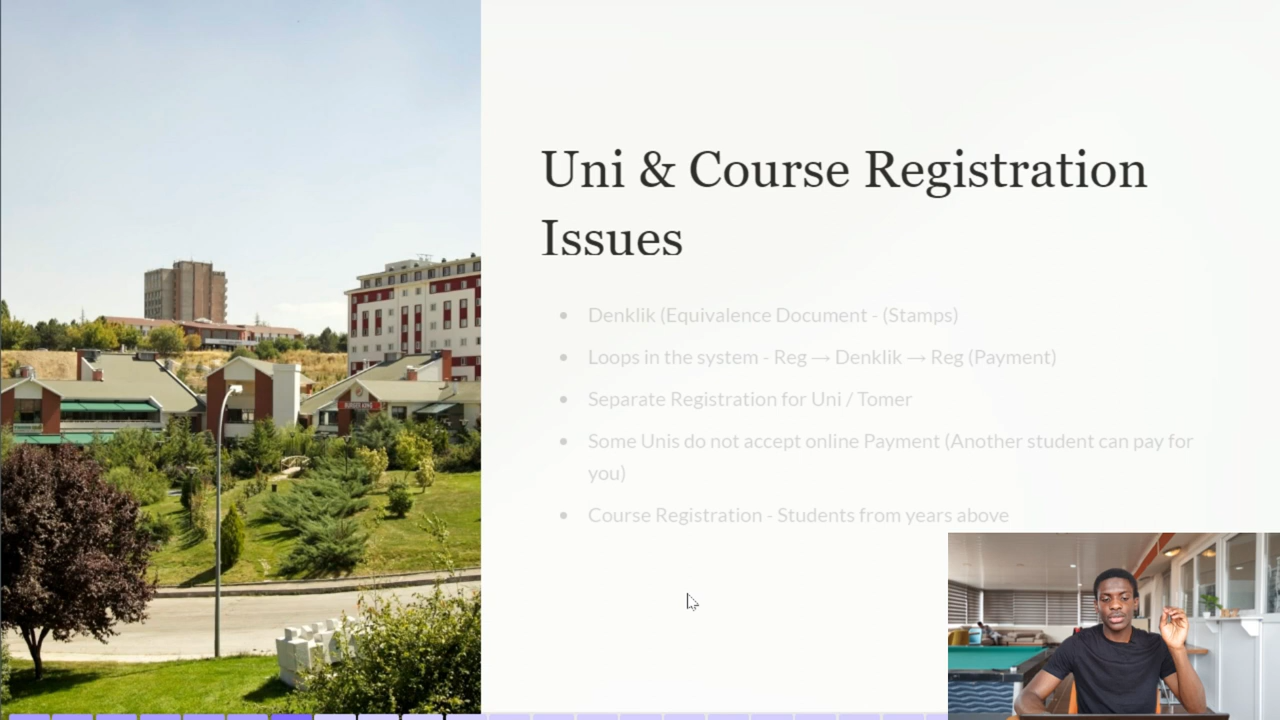 Uni & Course Registration
Issues
Denklik (Equivalence Document - (Stamps)
Loops in the system - Reg → Denklik → Reg (Payment)
Separate Registration for Uni / Tomer
Some Unis do not accept online Payment (Another student can pay for
you)
Course Registration - Students from years above